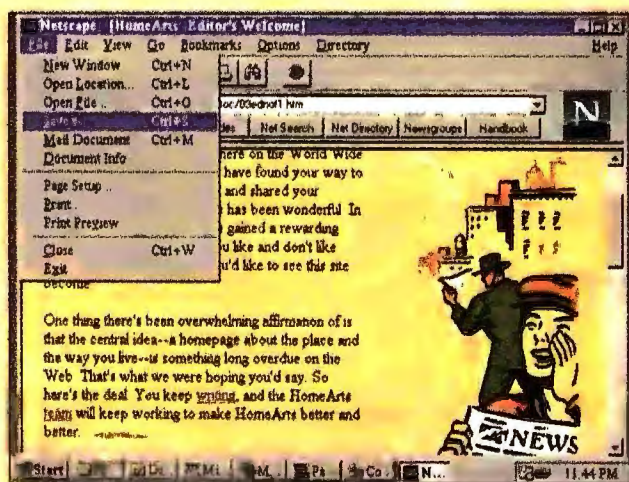 Netscape [HomeArts Editor's Welcome]
File Edit View Go Bookmarks Options Directory Help
New Window Ctrl+N
Open Location... Ctrl+L
Open File .. Ctrl+O
Ctrl+S
Mail Document Ctrl+M
Document Info
Page Setup ..
Print .
Print Preview
Close Ctrl+W
Exit
/03ednot1 htm
N
Net Search Net Directory Newsgroups Handbook
here on the World Wide
have found your way to
and shared your
has been wonderful In
gained a rewarding
u like and don't like
u'd like to see this site
become
One thing there's been overwhelming affirmation of is
that the central idea--a homepage about the place and
the way you live--is something long overdue on the
Web That's what we were hoping you'd say. So
here's the deal You keep writing, and the HomeArts
team will keep working to make HomeArts better and
better.
NEWS
Start Di.. Mi M.. Pa Co.. N... 11.44 PM